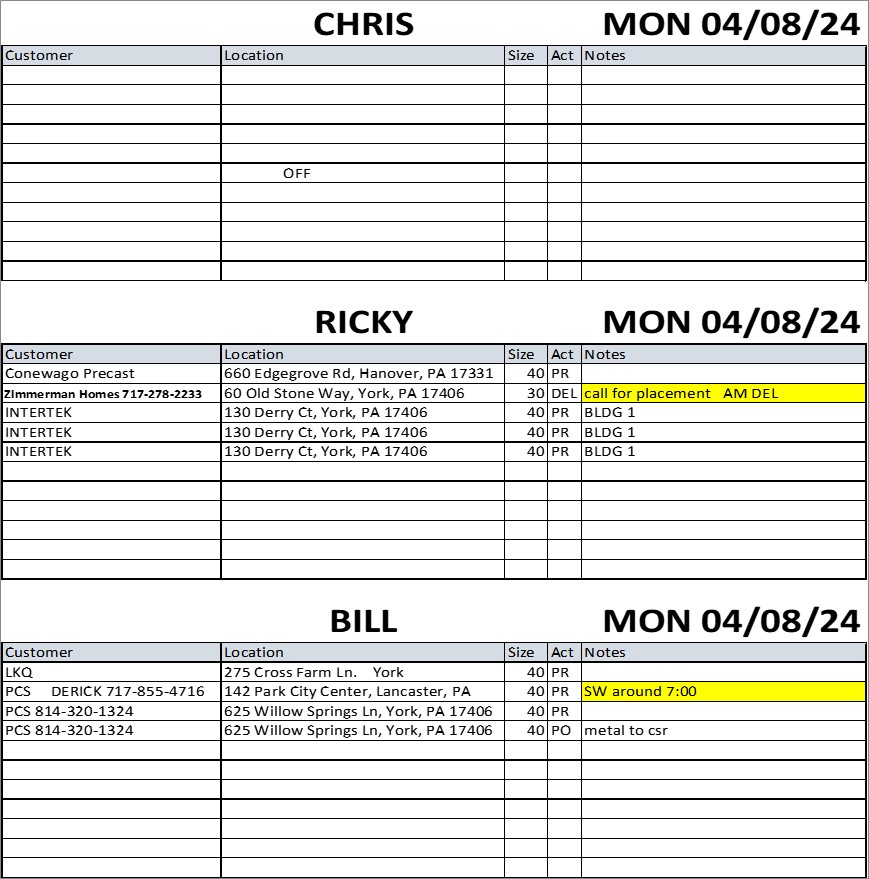 CHRIS MON 04/08/24
Customer Location Size Act Notes
OFF
RICKY MON 04/08/24
Customer Location Size Act Notes
Conewago Precast 660 Edgegrove Rd, Hanover, PA 17331 40 PR
Zimmerman Homes 717-278-2233 60 Old Stone Way, York, PA 17406 30 DEL call for placement AM DEL
INTERTEK 130 Derry Ct, York, PA 17406 40 PR BLDG 1
INTERTEK 130 Derry Ct, York, PA 17406 40 PR BLDG 1
INTERTEK 130 Derry Ct, York, PA 17406 40 PR BLDG 1
BILL MON 04/08/24
Customer Location Size Act Notes
LKQ 275 Cross Farm Ln. York 40 PR
PCS DERICK 717-855-4716 142 Park City Center, Lancaster, PA 40 PR SW around 7:00
PCS 814-320-1324 625 Willow Springs Ln, York, PA 17406 40 PR
PCS 814-320-1324 625 Willow Springs Ln, York, PA 17406 40 PO metal to csr